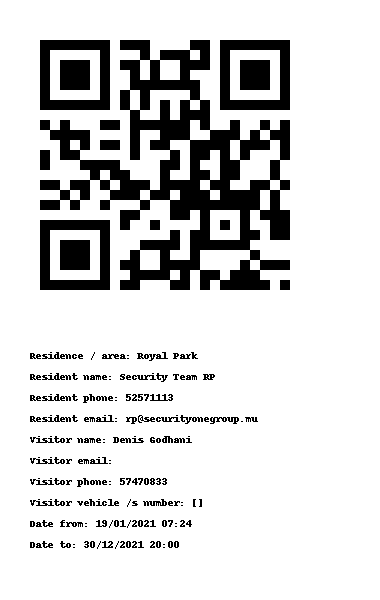 Residence / area: Royal Park
Resident name: Security Team RP
Resident phone: 52571113
Resident email: rp@securityonegroup.mu
Visitor name: Denis Godhani
Visitor email:
Visitor phone: 57470833
Visitor vehicle /s number: []
Date from: 19/01/2021 07:24
Date to: 30/12/2021 20:00